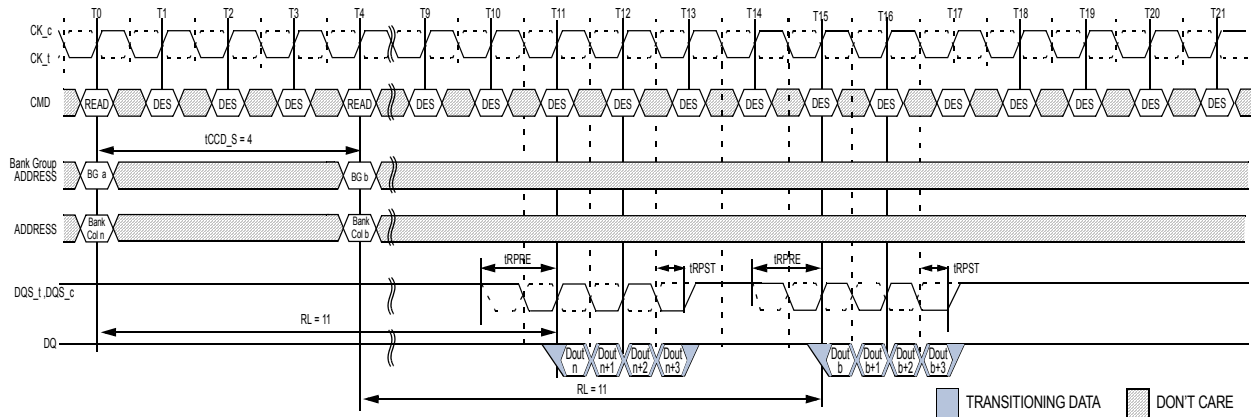 T0 T1 T2 T3 T4 T9 T10 T11 T12 T13 T14 T15 T16 T17 T18 T19 T20 T21
CK_c
CK_t
CMD READ DES DES DES READ DES DES DES DES DES DES DES DES DES DES DES DES DES
tCCD_S = 4
Bank Group
ADDRESS
BG a
BG b
ADDRESS
Bank
Col n
Bank
Col b
tRPRE
tRPST
tRPRE
tRPST
DQS_t ,DQS_c
RL = 11
DQ
Dout
n
Dout
n+1
Dout
n+2
Dout
n+3
Dout
b
Dout
b+1
Dout
b+2
Dout
b+3
RL = 11
TRANSITIONING DATA
DON'T CARE